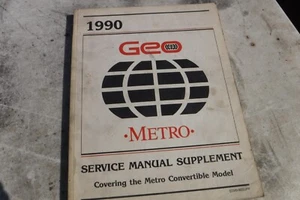 1990
Geo
METRO
SERVICE MANUAL SUPPLEMENT
Covering the Metro Convertible Model